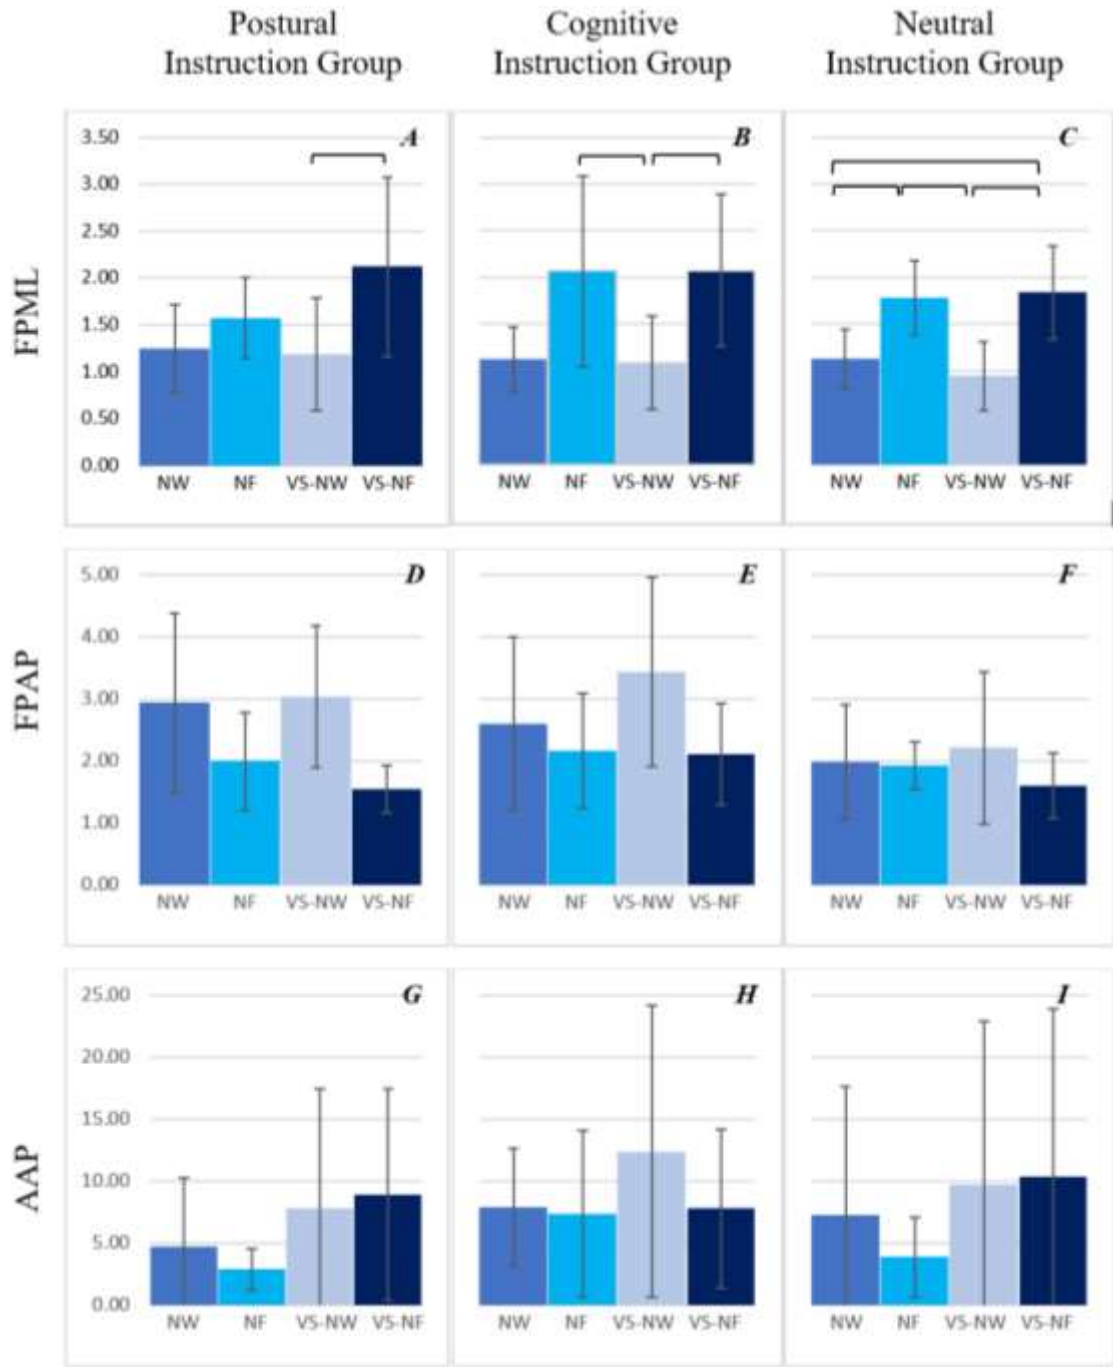 Postural
Instruction Group
Cognitive
Instruction Group
Neutral
Instruction Group
FPML
3.50
3.00
2.50
2.00
1.50
1.00
0.50
0.00
A
NW NF VS-NW VS-NF
B
NW NF VS-NW VS-NF
C
NW NF VS-NW VS-NF
FPAP
5.00
4.00
3.00
2.00
1.00
0.00
D
NW NF VS-NW VS-NF
E
NW NF VS-NW VS-NF
F
NW NF VS-NW VS-NF
AAP
25.00
20.00
15.00
10.00
5.00
0.00
G
NW NF VS-NW VS-NF
H
NW NF VS-NW VS-NF
I
NW NF VS-NW VS-NF